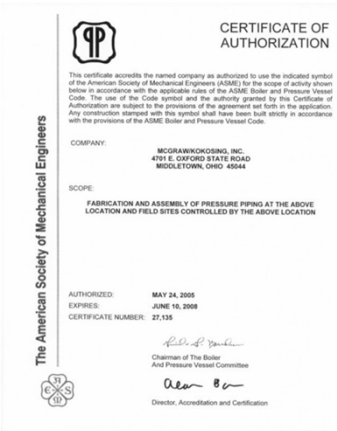 PP
CERTIFICATE OF
AUTHORIZATION
This certificate accredits the named company as authorized to use the indicated symbol
of the American Society of Mechanical Engineers (ASME) for the scope of activity shown
below in accordance with the applicable rules of the ASME Boiler and Pressure Vessel
Code. The use of the Code symbol and the authority granted by this Certificate of
Authorization are subject to the provisions of the agreement set forth in the application.
Any construction stamped with this symbol shall have been built strictly in accordance
with the provisions of the ASME Boiler and Pressure Vessel Code.
COMPANY:
MCGRAW/KOKOSING, INC.
4701 E. OXFORD STATE ROAD
MIDDLETOWN, OHIO 45044
SCOPE:
FABRICATION AND ASSEMBLY OF PRESSURE PIPING AT THE ABOVE
LOCATION AND FIELD SITES CONTROLLED BY THE ABOVE LOCATION
AUTHORIZED: MAY 24, 2005
EXPIRES: JUNE 10, 2008
CERTIFICATE NUMBER: 27,135
Chairman of The Boiler
And Pressure Vessel Committee
Director, Accreditation and Certification
The American Society of Mechanical Engineers